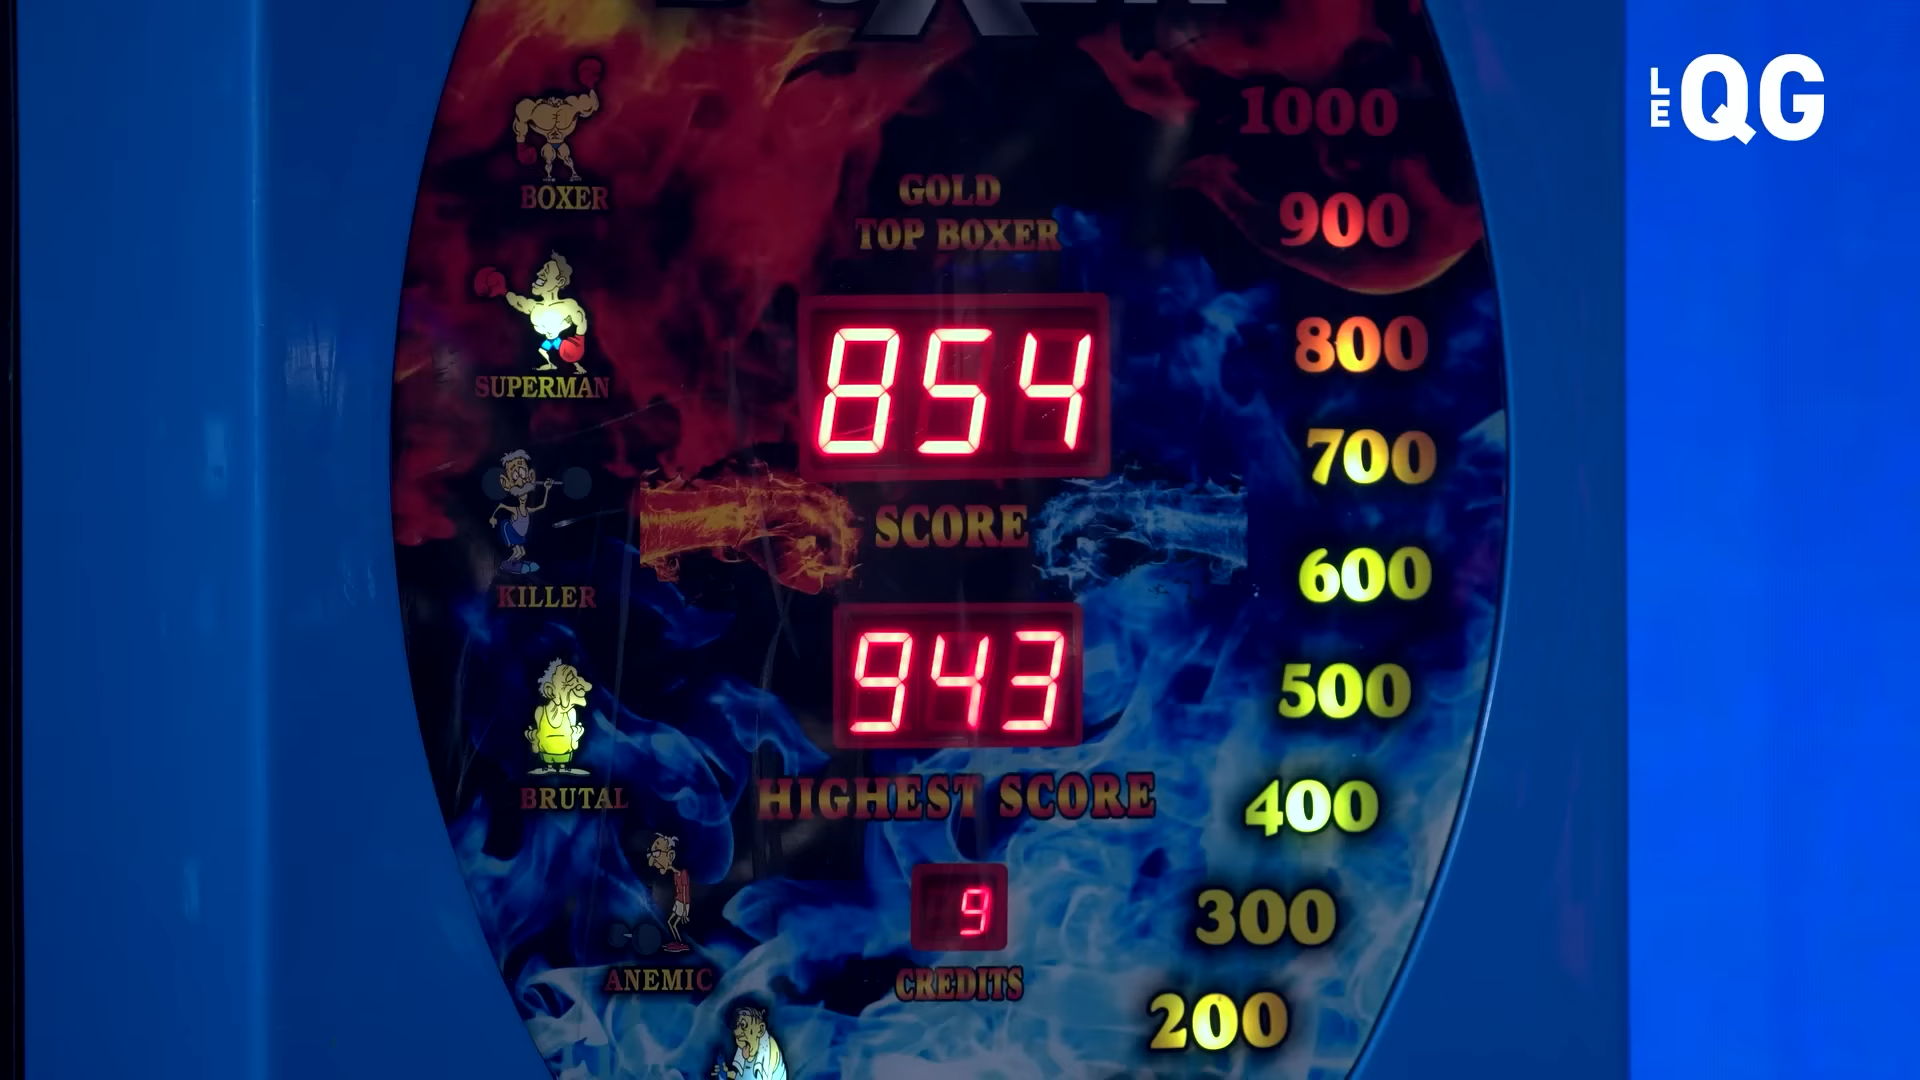 LE QG
BOXER
1000
GOLD
TOP BOXER
900
BOXER
854
800
SUPERMAN
700
SCORE
600
KILLER
943
500
HIGHEST SCORE
BRUTAL
400
9
300
ANEMIC
CREDITS
200